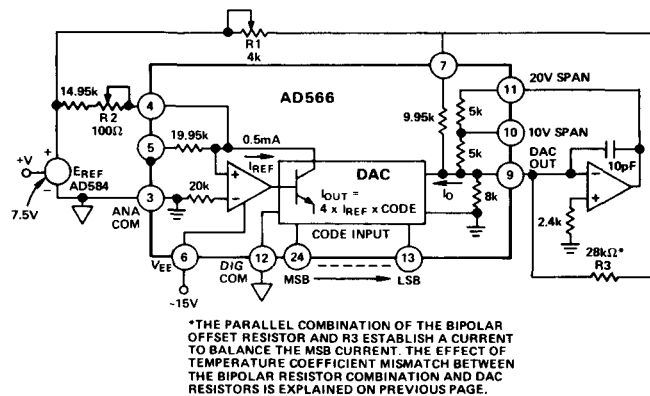 R1
4k
7
11
20V SPAN
14.95k
AD566
R2
100Ω
4
9.95k
5k
10
10V SPAN
5
19.95k
0.5mA
IREF
5k
DAC
OUT
10pF
+V
+
EREF
AD584
−
7.5V
3
ANA
COM
20k
+
−
DAC
IOUT =
4 x IREF x CODE
IO
9
8k
−
+
2.4k
CODE INPUT
6
VEE
12
DIG
COM
24
MSB
13
LSB
28kΩ*
R3
~15V
*THE PARALLEL COMBINATION OF THE BIPOLAR
OFFSET RESISTOR AND R3 ESTABLISH A CURRENT
TO BALANCE THE MSB CURRENT. THE EFFECT OF
TEMPERATURE COEFFICIENT MISMATCH BETWEEN
THE BIPOLAR RESISTOR COMBINATION AND DAC
RESISTORS IS EXPLAINED ON PREVIOUS PAGE.